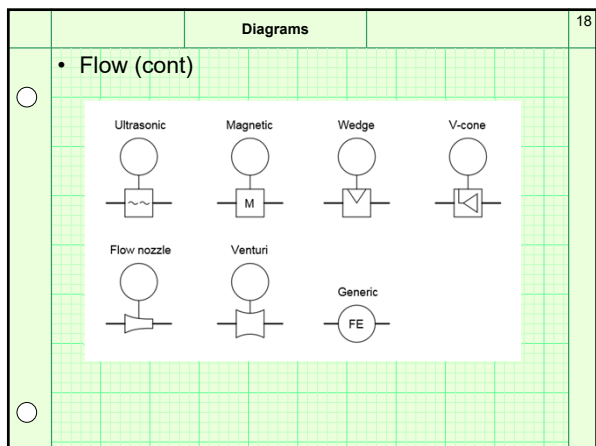 Diagrams
18
• Flow (cont)
Ultrasonic Magnetic Wedge V-cone
M
Flow nozzle Venturi
Generic
FE